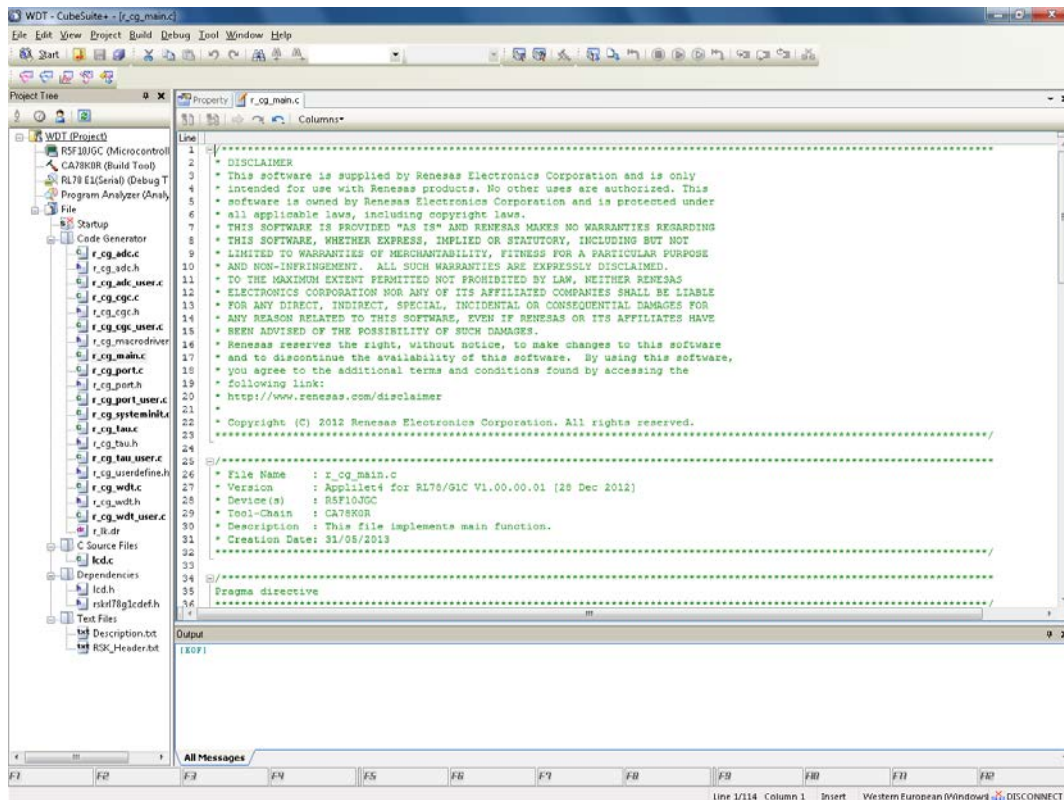 WDT - CubeSuite+ - [r_cg_main.c]
File Edit View Project Build Debug Tool Window Help
Start
Project Tree
WDT (Project)
R5F10JGC (Microcontroll
CA78K0R (Build Tool)
RL78 E1(Serial) (Debug T
Program Analyzer (Analy
File
Startup
Code Generator
r_cg_adc.c
r_cg_adc.h
r_cg_adc_user.c
r_cg_cgc.c
r_cg_cgc.h
r_cg_cgc_user.c
r_cg_macrodriver
r_cg_main.c
r_cg_port.c
r_cg_port.h
r_cg_port_user.c
r_cg_systeminit.c
r_cg_tau.c
r_cg_tau.h
r_cg_tau_user.c
r_cg_userdefine.h
r_cg_wdt.c
r_cg_wdt.h
r_cg_wdt_user.c
r_lk.dr
C Source Files
lcd.c
Dependencies
lcd.h
rskrl78g1cdef.h
Text Files
Description.txt
RSK_Header.txt
Property r_cg_main.c
Columns
Line
1 /***********************************************************************************************************************
2 * DISCLAIMER
3 * This software is supplied by Renesas Electronics Corporation and is only
4 * intended for use with Renesas products. No other uses are authorized. This
5 * software is owned by Renesas Electronics Corporation and is protected under
6 * all applicable laws, including copyright laws.
7 * THIS SOFTWARE IS PROVIDED "AS IS" AND RENESAS MAKES NO WARRANTIES REGARDING
8 * THIS SOFTWARE, WHETHER EXPRESS, IMPLIED OR STATUTORY, INCLUDING BUT NOT
9 * LIMITED TO WARRANTIES OF MERCHANTABILITY, FITNESS FOR A PARTICULAR PURPOSE
10 * AND NON-INFRINGEMENT.  ALL SUCH WARRANTIES ARE EXPRESSLY DISCLAIMED.
11 * TO THE MAXIMUM EXTENT PERMITTED NOT PROHIBITED BY LAW, NEITHER RENESAS
12 * ELECTRONICS CORPORATION NOR ANY OF ITS AFFILIATED COMPANIES SHALL BE LIABLE
13 * FOR ANY DIRECT, INDIRECT, SPECIAL, INCIDENTAL OR CONSEQUENTIAL DAMAGES FOR
14 * ANY REASON RELATED TO THIS SOFTWARE, EVEN IF RENESAS OR ITS AFFILIATES HAVE
15 * BEEN ADVISED OF THE POSSIBILITY OF SUCH DAMAGES.
16 * Renesas reserves the right, without notice, to make changes to this software
17 * and to discontinue the availability of this software.  By using this software,
18 * you agree to the additional terms and conditions found by accessing the
19 * following link:
20 * http://www.renesas.com/disclaimer
21 *
22 * Copyright (C) 2012 Renesas Electronics Corporation. All rights reserved.
23 ***********************************************************************************************************************/
24
25 /***********************************************************************************************************************
26 * File Name    : r_cg_main.c
27 * Version      : Applilet4 for RL78/G1C V1.00.00.01 [28 Dec 2012]
28 * Device(s)    : R5F10JGC
29 * Tool-Chain   : CA78K0R
30 * Description  : This file implements main function.
31 * Creation Date: 31/05/2013
32 ***********************************************************************************************************************/
33
34 /***********************************************************************************************************************
35 Pragma directive
36 ***********************************************************************************************************************/
Output
[EOF]
All Messages
F1 F2 F3 F4 F5 F6 F7 F8 F9 F10 F11 F12
Line 1/114 Column 1 Insert Western European (Windows) DISCONNECT